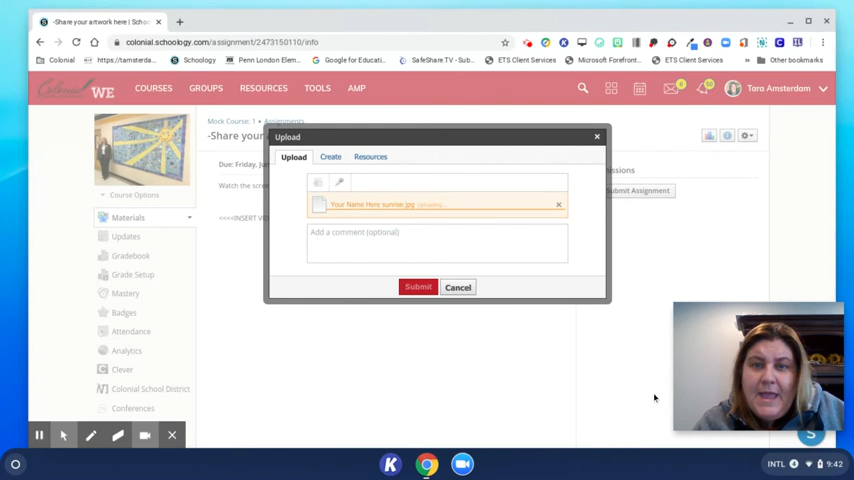 -Share your artwork here | Schoo
colonial.schoology.com/assignment/2473150110/info
Colonial
https://tamsterda...
Schoology
Penn London Elem...
Google for Educati...
SafeShare TV - Sub...
ETS Client Services
Microsoft Forefront...
ETS Client Services
Other bookmarks
Colonial WE COURSES GROUPS RESOURCES TOOLS AMP Tara Amsterdam
Mock Course: 1 Assignments
-Share your
Upload
Due: Friday,
Upload Create Resources
Submit Assignment
Watch the scree
Course Options
Your Name Here sunrise.jpg uploading...
Materials
<<<<INSERT VI
Add a comment (optional)
Updates
Gradebook
Grade Setup
Submit Cancel
Mastery
Badges
Attendance
Analytics
Clever
Colonial School District
Conferences
INTL 9:42